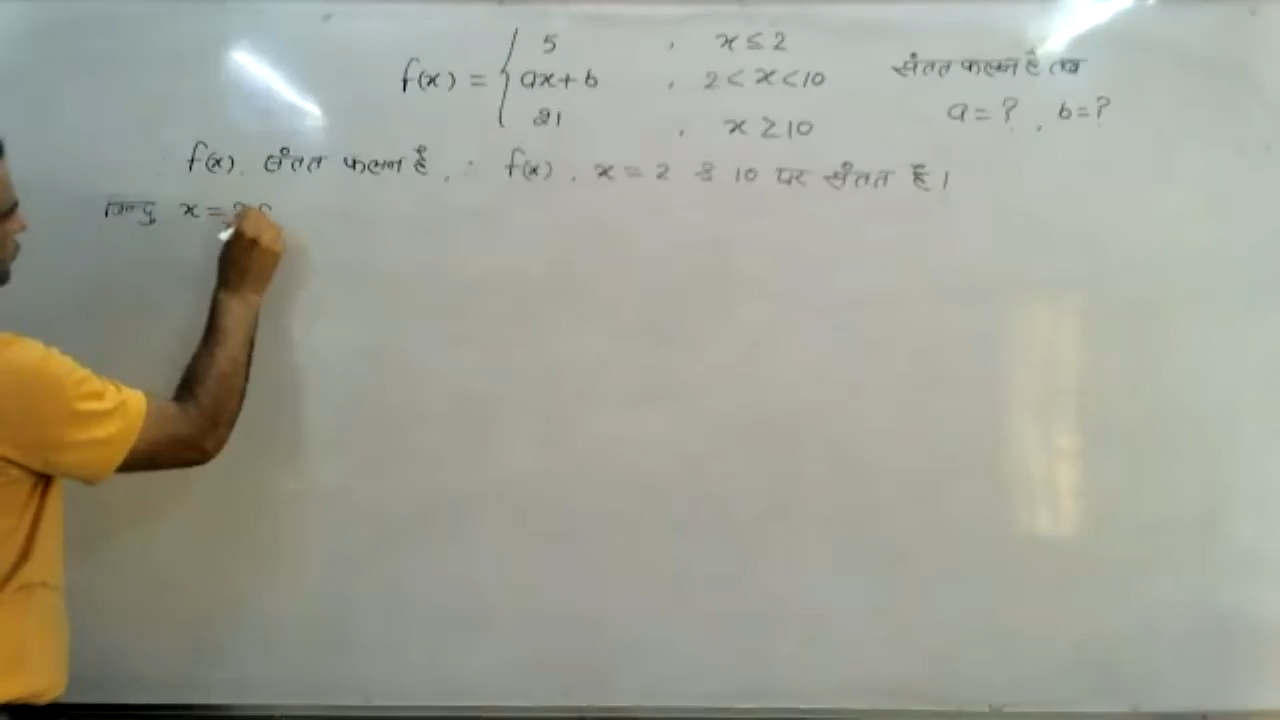 f(x) = { 5 , x ≤ 2
ax+b , 2 < x < 10
21 , x ≥ 10
संतत फलन है तब
a = ? , b = ?
f(x). संतत फलन है, ∴ f(x), x = 2 व 10 पर संतत है।
बिन्दु x =